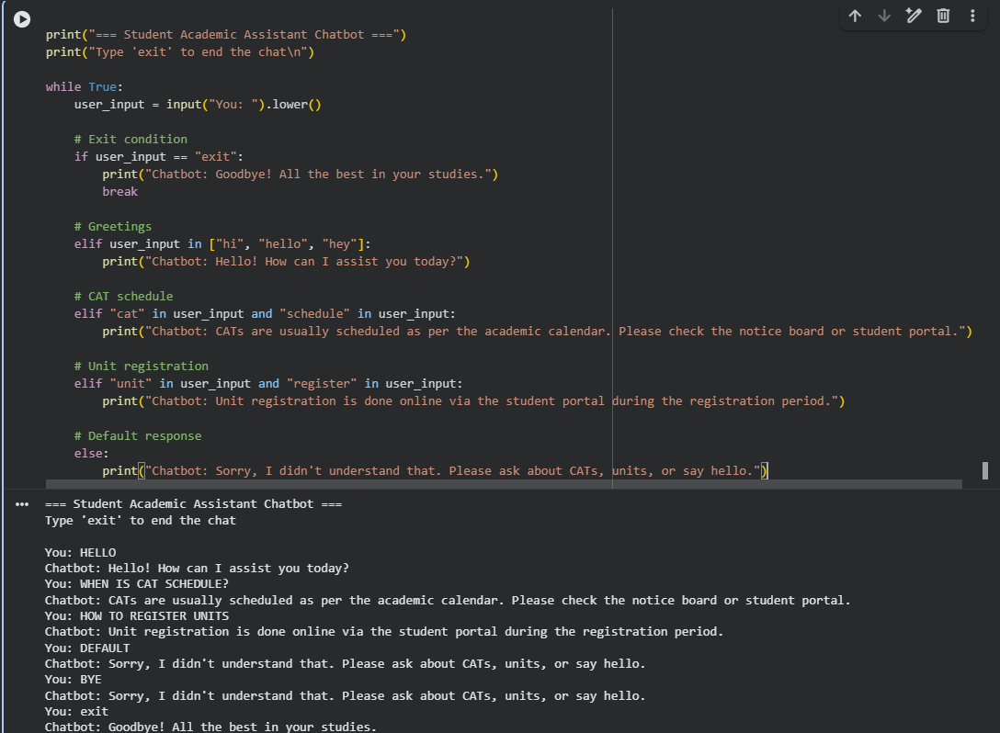 print("=== Student Academic Assistant Chatbot ===")
print("Type 'exit' to end the chat\n")
while True:
    user_input = input("You: ").lower()
    # Exit condition
    if user_input == "exit":
        print("Chatbot: Goodbye! All the best in your studies.")
        break
    # Greetings
    elif user_input in ["hi", "hello", "hey"]:
        print("Chatbot: Hello! How can I assist you today?")
    # CAT schedule
    elif "cat" in user_input and "schedule" in user_input:
        print("Chatbot: CATs are usually scheduled as per the academic calendar. Please check the notice board or student portal.")
    # Unit registration
    elif "unit" in user_input and "register" in user_input:
        print("Chatbot: Unit registration is done online via the student portal during the registration period.")
    # Default response
    else:
        print("Chatbot: Sorry, I didn't understand that. Please ask about CATs, units, or say hello.")
=== Student Academic Assistant Chatbot ===
Type 'exit' to end the chat
You: HELLO
Chatbot: Hello! How can I assist you today?
You: WHEN IS CAT SCHEDULE?
Chatbot: CATs are usually scheduled as per the academic calendar. Please check the notice board or student portal.
You: HOW TO REGISTER UNITS
Chatbot: Unit registration is done online via the student portal during the registration period.
You: DEFAULT
Chatbot: Sorry, I didn't understand that. Please ask about CATs, units, or say hello.
You: BYE
Chatbot: Sorry, I didn't understand that. Please ask about CATs, units, or say hello.
You: exit
Chatbot: Goodbye! All the best in your studies.